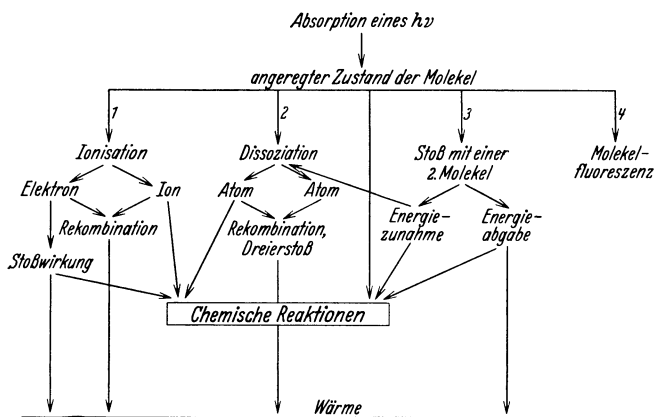 Absorption eines hν
angeregter Zustand der Molekel
1
2
3
4
Ionisation
Dissoziation
Stoß mit einer
2. Molekel
Molekel-
fluoreszenz
Elektron
Ion
Atom
Atom
Energie-
zunahme
Energie-
abgabe
Rekombination
Rekombination,
Dreierstoß
Stoßwirkung
Chemische Reaktionen
Wärme